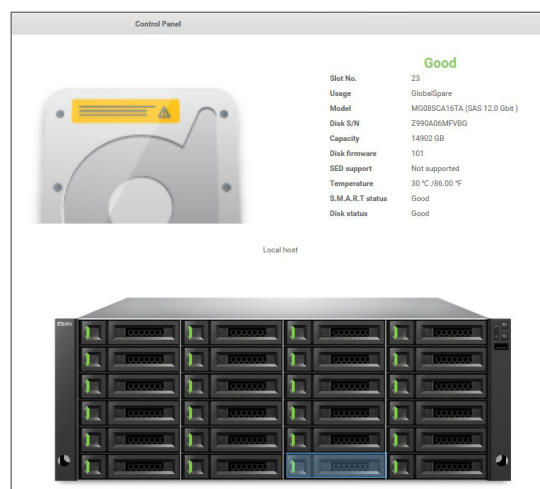 Control Panel
Good
Slot No. 23
Usage GlobalSpare
Model MG08SCA16TA (SAS 12.0 Gbit )
Disk S/N Z990A06MFVBG
Capacity 14902 GB
Disk firmware 101
SED support Not supported
Temperature 30 ℃ /86.00 ℉
S.M.A.R.T status Good
Disk status Good
Local host
QSAN